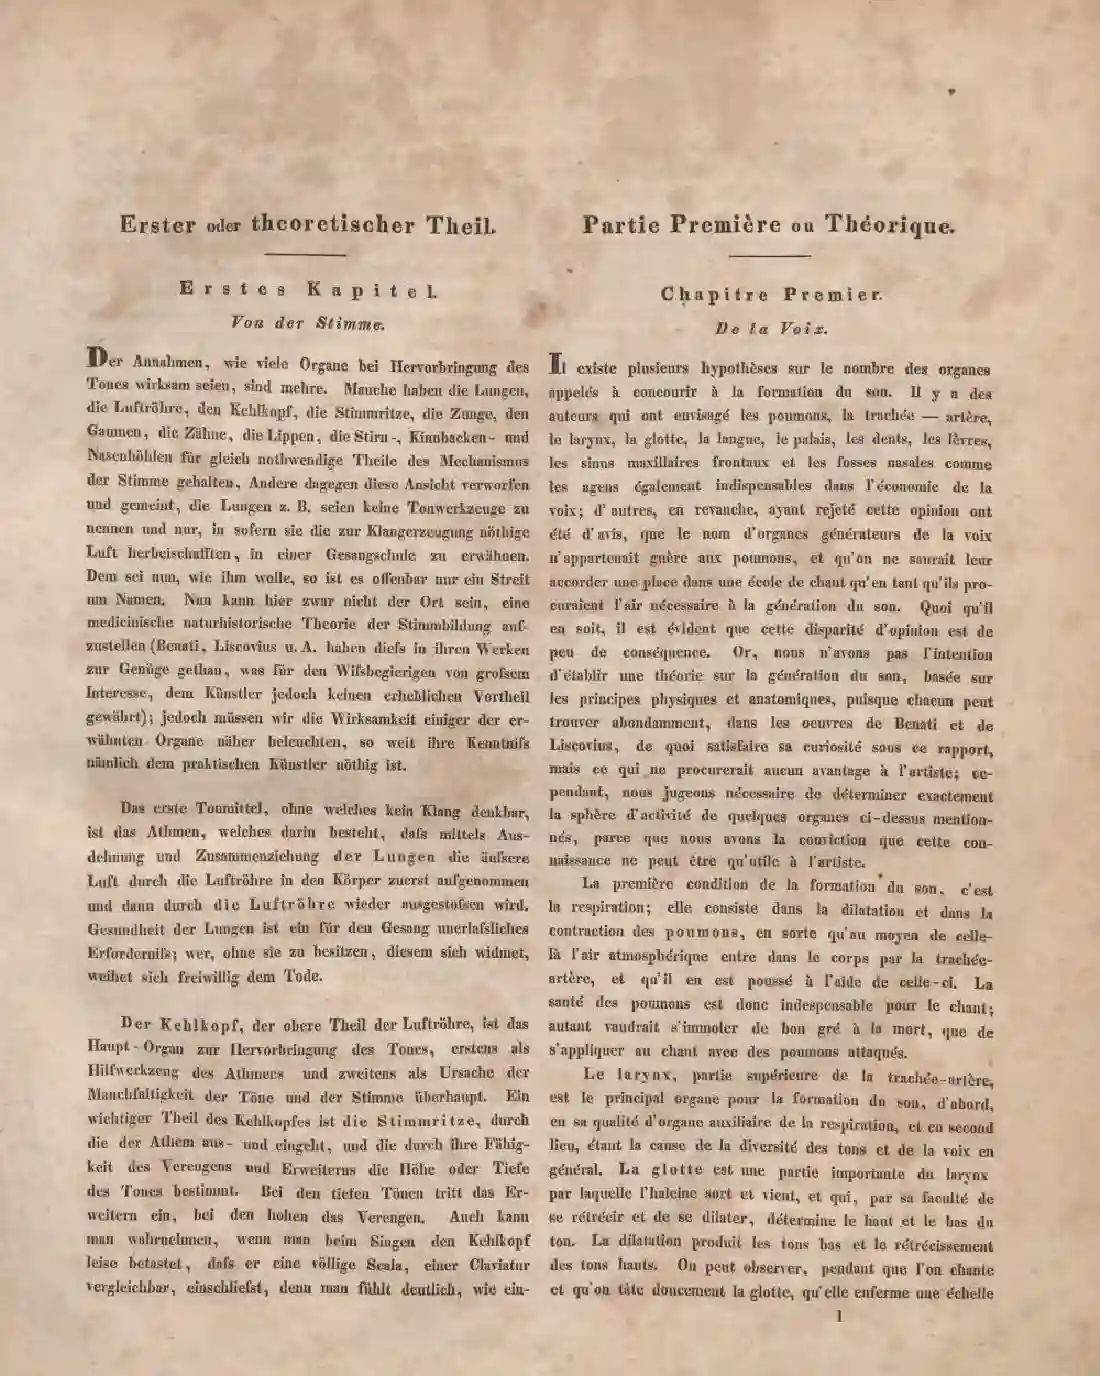 Erster oder theoretischer Theil.
Erstes Kapitel.
Von der Stimme.
Der Annahmen, wie viele Organe bei Hervorbringung des
Tones wirksam seien, sind mehre. Manche haben die Lungen,
die Luftröhre, den Kehlkopf, die Stimmritze, die Zunge, den
Gaumen, die Zähne, die Lippen, die Stirn-, Kinnbacken- und
Nasenhöhlen für gleich nothwendige Theile des Mechanismus
der Stimme gehalten, Andere dagegen diese Ansicht verworfen
und gemeint, die Lungen z. B. seien keine Tonwerkzeuge zu
nennen und nur, in sofern sie die zur Klangerzeugung nöthige
Luft herbeischafften, in einer Gesangschule zu erwähnen.
Dem sei nun, wie ihm wolle, so ist es offenbar nur ein Streit
um Namen. Nun kann hier zwar nicht der Ort sein, eine
medicinische naturhistorische Theorie der Stimmbildung auf-
zustellen (Benati, Liscovius u. A. haben diefs in ihren Werken
zur Genüge gethan, was für den Wifsbegierigen von grofsem
Interesse, dem Künstler jedoch keinen erheblichen Vortheil
gewährt); jedoch müssen wir die Wirksamkeit einiger der er-
wähnten Organe näher beleuchten, so weit ihre Kenntnifs
nämlich dem praktischen Künstler nöthig ist.
Das erste Tonmittel, ohne welches kein Klang denkbar,
ist das Athmen, welches darin besteht, dafs mittels Aus-
dehnung und Zusammenziehung der Lungen die äufsere
Luft durch die Luftröhre in den Körper zuerst aufgenommen
und dann durch die Luftröhre wieder ausgestofsen wird.
Gesundheit der Lungen ist ein für den Gesang unerlafsliches
Erfordernifs; wer, ohne sie zu besitzen, diesem sich widmet,
weihet sich freiwillig dem Tode.
Der Kehlkopf, der obere Theil der Luftröhre, ist das
Haupt-Organ zur Hervorbringung des Tones, erstens als
Hilfwerkzeug des Athmens und zweitens als Ursache der
Manchfaltigkeit der Töne und der Stimme überhaupt. Ein
wichtiger Theil des Kehlkopfes ist die Stimmritze, durch
die der Athem aus- und eingeht, und die durch ihre Fähig-
keit des Verengens und Erweiterns die Höhe oder Tiefe
des Tones bestimmt. Bei den tiefen Tönen tritt das Er-
weitern ein, bei den hohen das Verengen. Auch kann
man wahrnehmen, wenn man beim Singen den Kehlkopf
leise betastet, dafs er eine völlige Scala, einer Claviatur
vergleichbar, einschliefst, denn man fühlt deutlich, wie ein-
Partie Première ou Théorique.
Chapitre Premier.
De la Voix.
Il existe plusieurs hypothèses sur le nombre des organes
appelés à concourir à la formation du son. Il y a des
auteurs qui ont envisagé les poumons, la trachée — artère,
le larynx, la glotte, la langue, le palais, les dents, les lèvres,
les sinus maxillaires frontaux et les fosses nasales comme
les agens également indispensables dans l'économie de la
voix; d'autres, en revanche, ayant rejeté cette opinion ont
été d'avis, que le nom d'organes générateurs de la voix
n'appartenait guère aux poumons, et qu'on ne saurait leur
accorder une place dans une école de chant qu'en tant qu'ils pro-
curaient l'air nécessaire à la génération du son. Quoi qu'il
en soit, il est évident que cette disparité d'opinion est de
peu de conséquence. Or, nous n'avons pas l'intention
d'établir une théorie sur la génération du son, basée sur
les principes physiques et anatomiques, puisque chacun peut
trouver abondamment, dans les oeuvres de Benati et de
Liscovius, de quoi satisfaire sa curiosité sous ce rapport,
mais ce qui ne procurerait aucun avantage à l'artiste; ce-
pendant, nous jugeons nécessaire de déterminer exactement
la sphère d'activité de quelques organes ci-dessus mention-
nés, parce que nous avons la conviction que cette con-
naissance ne peut être qu'utile à l'artiste.
La première condition de la formation du son, c'est
la respiration; elle consiste dans la dilatation et dans la
contraction des poumons, en sorte qu'au moyen de celle-
là l'air atmosphérique entre dans le corps par la trachée-
artère, et qu'il en est poussé à l'aide de celle-ci. La
santé des poumons est donc indespensable pour le chant;
autant vaudrait s'immoler de bon gré à la mort, que de
s'appliquer au chant avec des poumons attaqués.
Le larynx, partie supérieure de la trachée-artère,
est le principal organe pour la formation du son, d'abord,
en sa qualité d'organe auxiliaire de la respiration, et en second
lieu, étant la cause de la diversité des tons et de la voix en
général. La glotte est une partie importante du larynx
par laquelle l'haleine sort et vient, et qui, par sa faculté de
se rétrécir et de se dilater, détermine le haut et le bas du
ton. La dilatation produit les tons bas et le rétrécissement
des tons hauts. On peut observer, pendant que l'on chante
et qu'on tâte doucement la glotte, qu'elle enferme une échelle
1